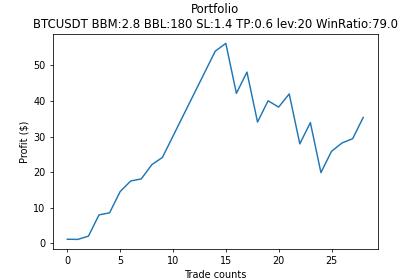 Portfolio
BTCUSDT BBM:2.8 BBL:180 SL:1.4 TP:0.6 lev:20 WinRatio:79.0
Profit ($)
50
40
30
20
10
0
0 5 10 15 20 25
Trade counts